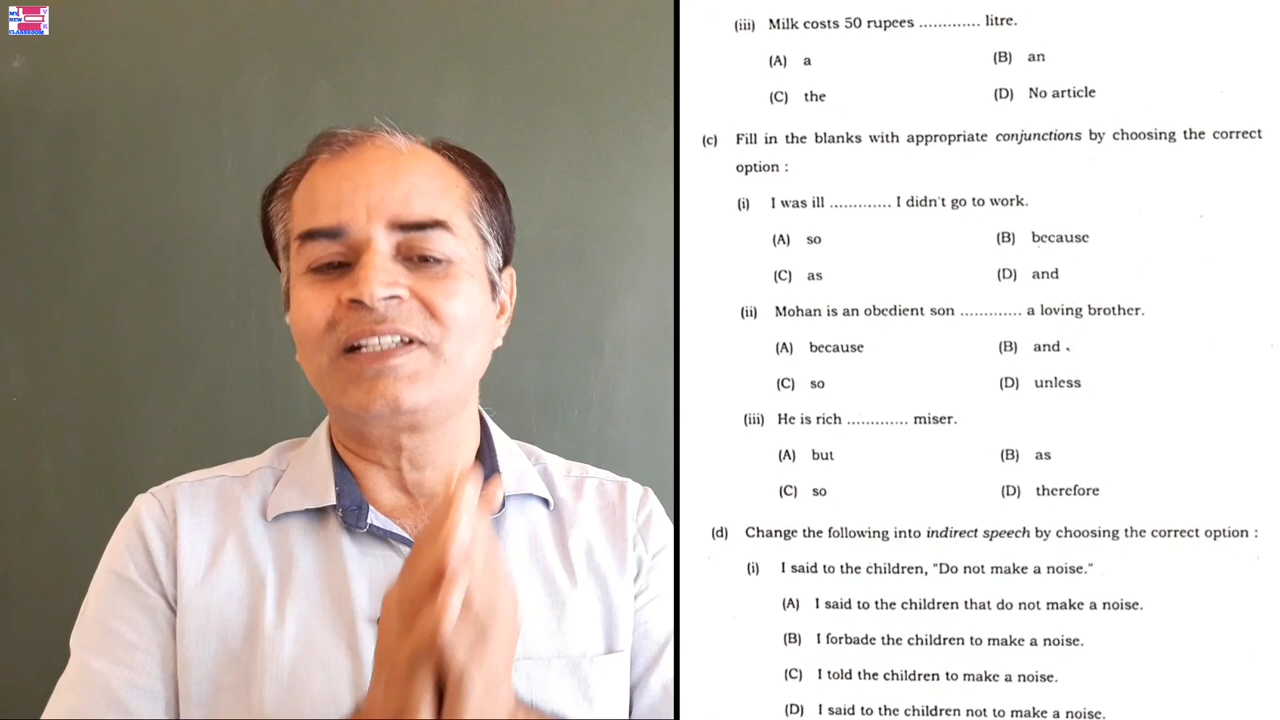 MY
NEW
CLASSROOM
V
K
(iii) Milk costs 50 rupees ............. litre.
(A) a (B) an
(C) the (D) No article
(c) Fill in the blanks with appropriate conjunctions by choosing the correct
option :
(i) I was ill ............. I didn't go to work.
(A) so (B) because
(C) as (D) and
(ii) Mohan is an obedient son ............. a loving brother.
(A) because (B) and
(C) so (D) unless
(iii) He is rich ............. miser.
(A) but (B) as
(C) so (D) therefore
(d) Change the following into indirect speech by choosing the correct option :
(i) I said to the children, "Do not make a noise."
(A) I said to the children that do not make a noise.
(B) I forbade the children to make a noise.
(C) I told the children to make a noise.
(D) I said to the children not to make a noise.